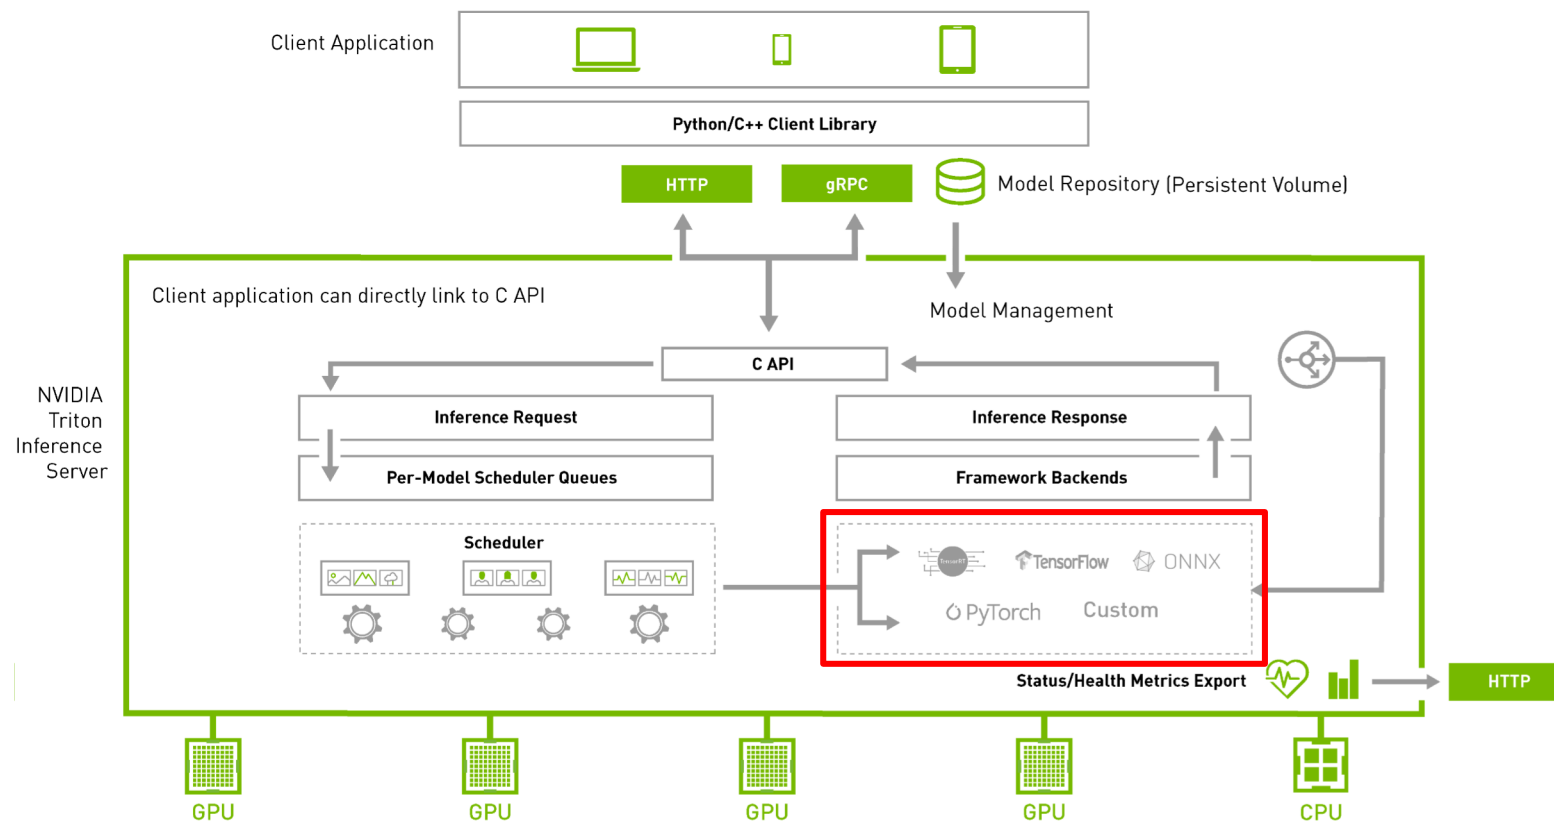 Client Application
Python/C++ Client Library
HTTP
gRPC
Model Repository (Persistent Volume)
Client application can directly link to C API
Model Management
C API
NVIDIA
Triton
Inference
Server
Inference Request
Inference Response
Per-Model Scheduler Queues
Framework Backends
Scheduler
TensorRT
TensorFlow
ONNX
PyTorch
Custom
Status/Health Metrics Export
HTTP
GPU
GPU
GPU
GPU
CPU